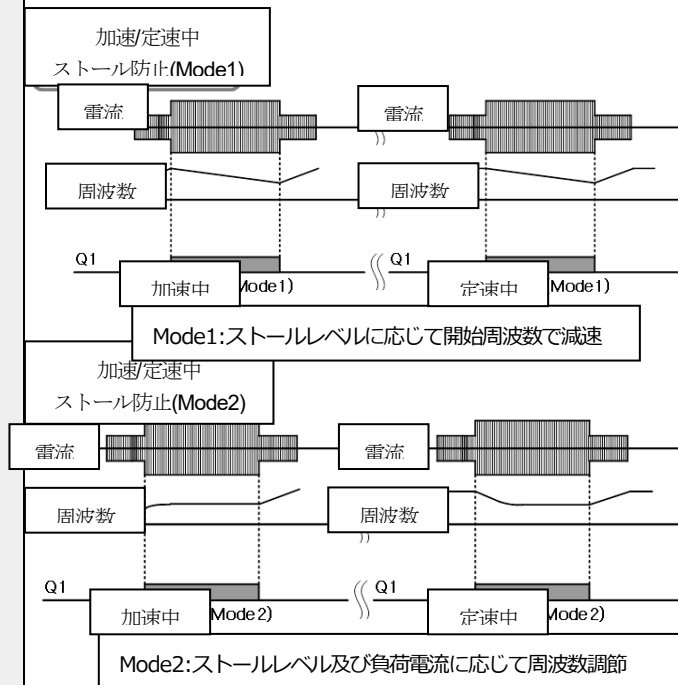 加速/定速中
ストール防止(Mode1)
電流
電流
周波数
周波数
Q1
Q1
加速中
Mode1)
定速中
Mode1)
Mode1:ストールレベルに応じて開始周波数で減速
加速/定速中
ストール防止(Mode2)
電流
電流
周波数
周波数
Q1
Q1
加速中
Mode2)
定速中
Mode2)
Mode2:ストールレベル及び負荷電流に応じて周波数調節